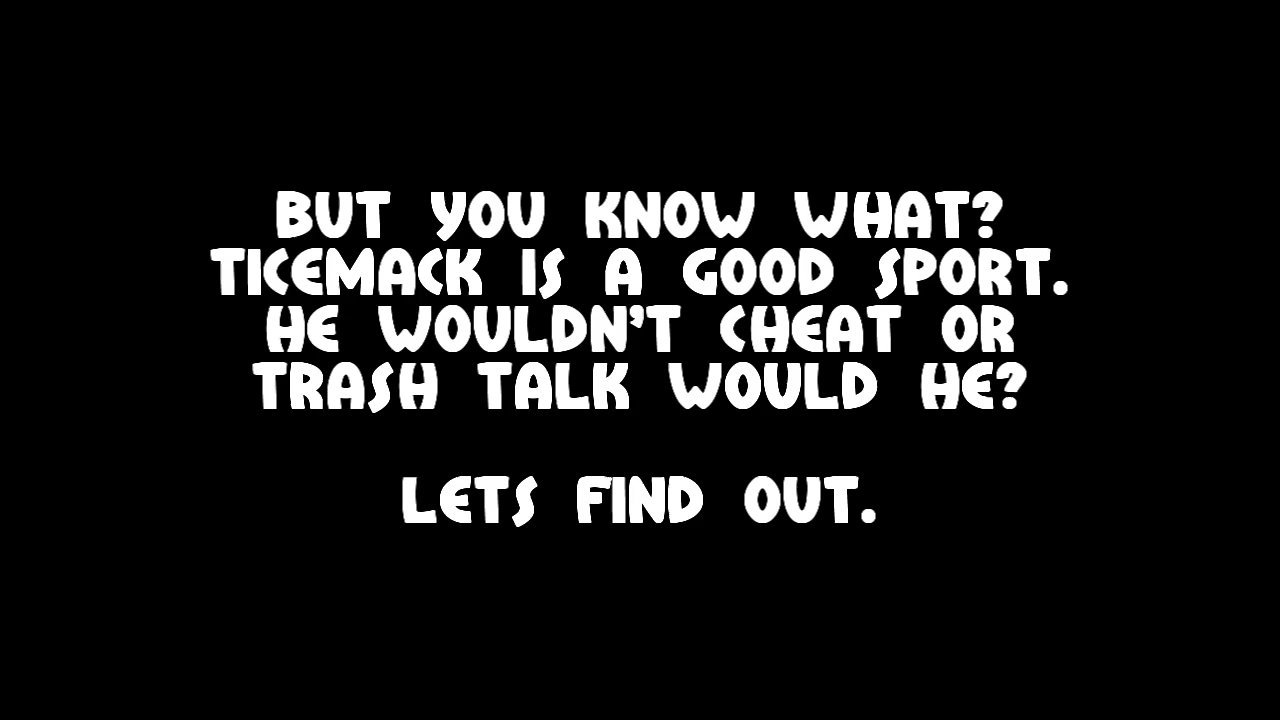 BUT YOU KNOW WHAT?
TICEMACK IS A GOOD SPORT.
HE WOULDN'T CHEAT OR
TRASH TALK WOULD HE?
LETS FIND OUT.